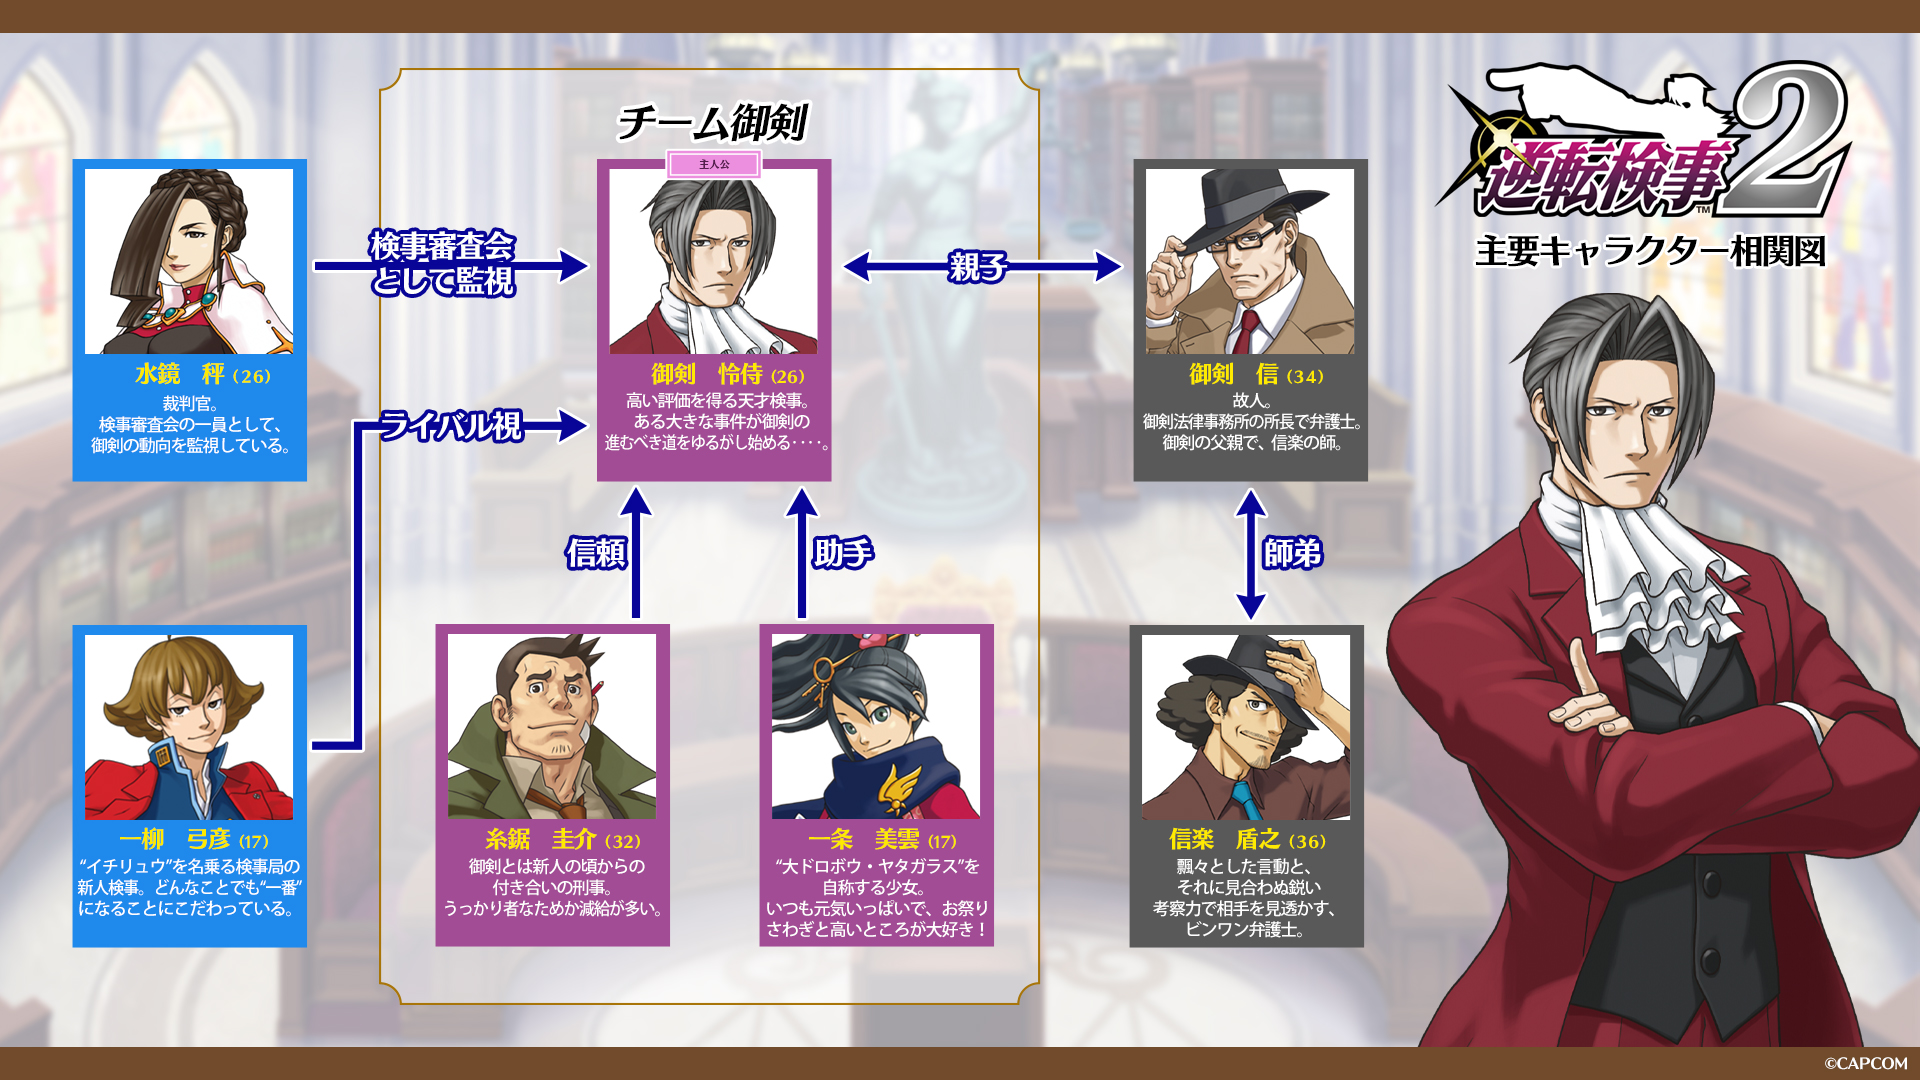 逆転検事2
TM
主要キャラクター相関図
チーム御剣
主人公
水鏡 秤(26)
裁判官。
検事審査会の一員として、
御剣の動向を監視している。
検事審査会
として監視
御剣 怜侍(26)
高い評価を得る天才検事。
ある大きな事件が御剣の
進むべき道をゆるがし始める‥‥。
親子
御剣 信(34)
故人。
御剣法律事務所の所長で弁護士。
御剣の父親で、信楽の師。
ライバル視
信頼
助手
師弟
一柳 弓彦(17)
“イチリュウ”を名乗る検事局の
新人検事。どんなことでも“一番”
になることにこだわっている。
糸鋸 圭介(32)
御剣とは新人の頃からの
付き合いの刑事。
うっかり者なためか減給が多い。
一条 美雲(17)
“大ドロボウ・ヤタガラス”を
自称する少女。
いつも元気いっぱいで、お祭り
さわぎと高いところが大好き！
信楽 盾之(36)
飄々とした言動と、
それに見合わぬ鋭い
考察力で相手を見透かす、
ビンワン弁護士。
©CAPCOM